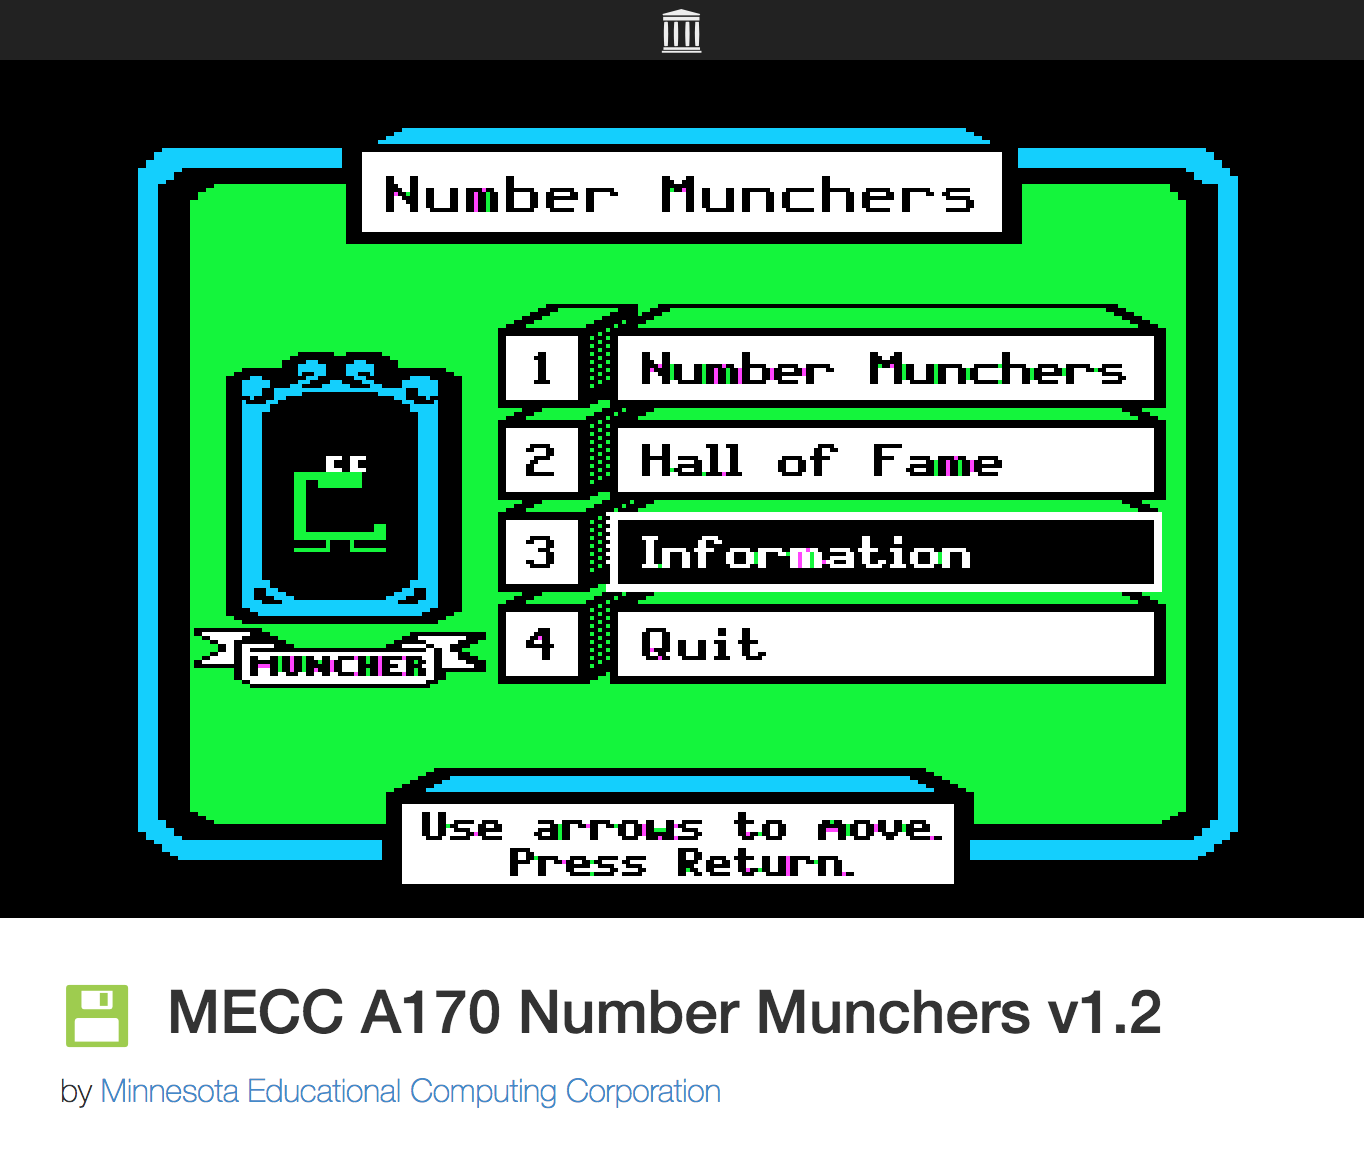 Number Munchers
1 Number Munchers
2 Hall of Fame
3 Information
4 Quit
MUNCHER
Use arrows to move.
Press Return.
MECC A170 Number Munchers v1.2
by Minnesota Educational Computing Corporation